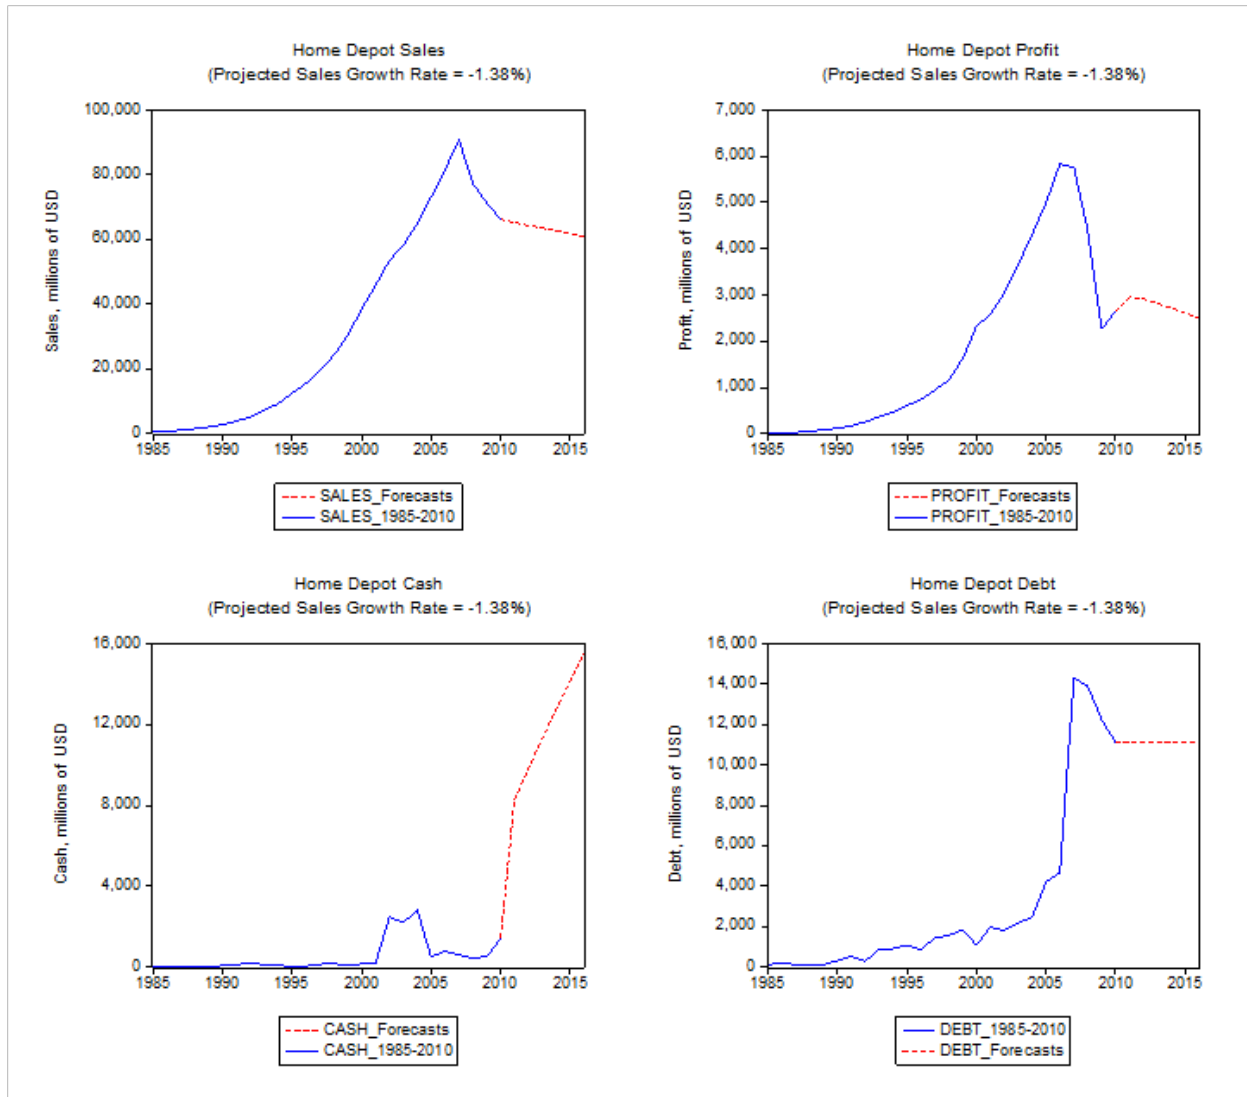 Home Depot Sales
(Projected Sales Growth Rate = -1.38%)
100,000
80,000
60,000
40,000
20,000
0
Sales, millions of USD
1985 1990 1995 2000 2005 2010 2015
SALES_Forecasts
SALES_1985-2010
Home Depot Profit
(Projected Sales Growth Rate = -1.38%)
7,000
6,000
5,000
4,000
3,000
2,000
1,000
0
Profit, millions of USD
1985 1990 1995 2000 2005 2010 2015
PROFIT_Forecasts
PROFIT_1985-2010
Home Depot Cash
(Projected Sales Growth Rate = -1.38%)
16,000
12,000
8,000
4,000
0
Cash, millions of USD
1985 1990 1995 2000 2005 2010 2015
CASH_Forecasts
CASH_1985-2010
Home Depot Debt
(Projected Sales Growth Rate = -1.38%)
16,000
14,000
12,000
10,000
8,000
6,000
4,000
2,000
0
Debt, millions of USD
1985 1990 1995 2000 2005 2010 2015
DEBT_1985-2010
DEBT_Forecasts